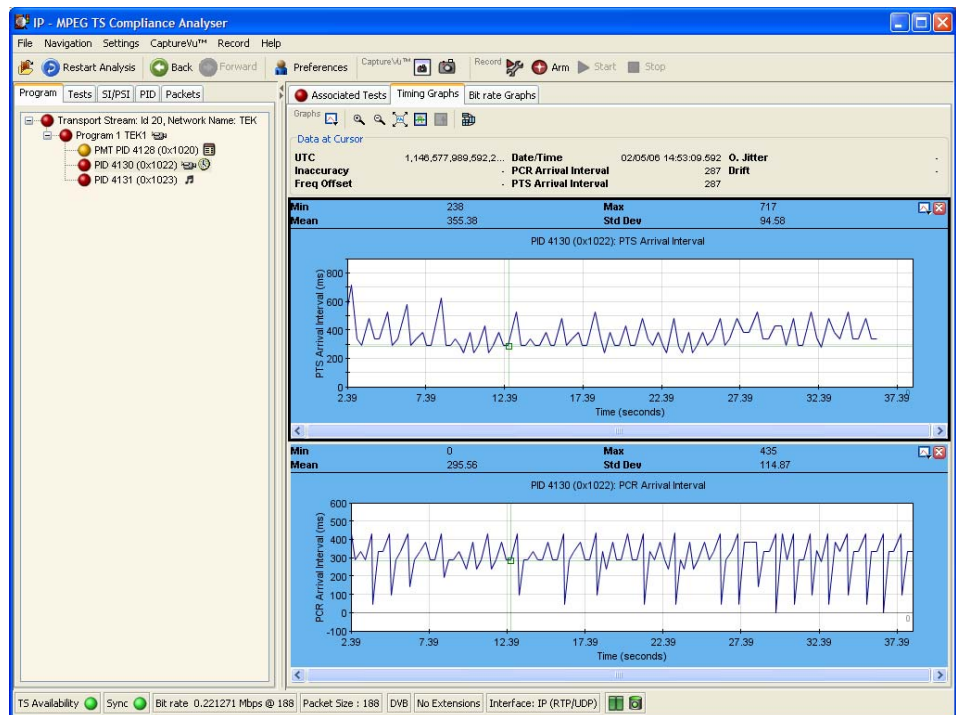 IP - MPEG TS Compliance Analyser
File Navigation Settings CaptureVu™ Record Help
Restart Analysis Back Forward Preferences CaptureVu™ Record Arm Start Stop
Program Tests SI/PSI PID Packets
Transport Stream: Id 20, Network Name: TEK
Program 1 TEK1
PMT PID 4128 (0x1020)
PID 4130 (0x1022)
PID 4131 (0x1023)
Associated Tests Timing Graphs Bit rate Graphs
Graphs
Data at Cursor
UTC 1,146,577,989,592,2... Date/Time 02/05/06 14:53:09.592 O. Jitter -
Inaccuracy - PCR Arrival Interval 287 Drift -
Freq Offset - PTS Arrival Interval 287
Min 238 Max 717
Mean 355.38 Std Dev 94.58
PID 4130 (0x1022): PTS Arrival Interval
PTS Arrival Interval (ms)
800
600
400
200
0
2.39 7.39 12.39 17.39 22.39 27.39 32.39 37.39
0
Time (seconds)
Min 0 Max 435
Mean 295.56 Std Dev 114.87
PID 4130 (0x1022): PCR Arrival Interval
PCR Arrival Interval (ms)
600
500
400
300
200
100
0
-100
0
2.39 7.39 12.39 17.39 22.39 27.39 32.39 37.39
Time (seconds)
TS Availability Sync Bit rate 0.221271 Mbps @ 188 Packet Size : 188 DVB No Extensions Interface: IP (RTP/UDP)